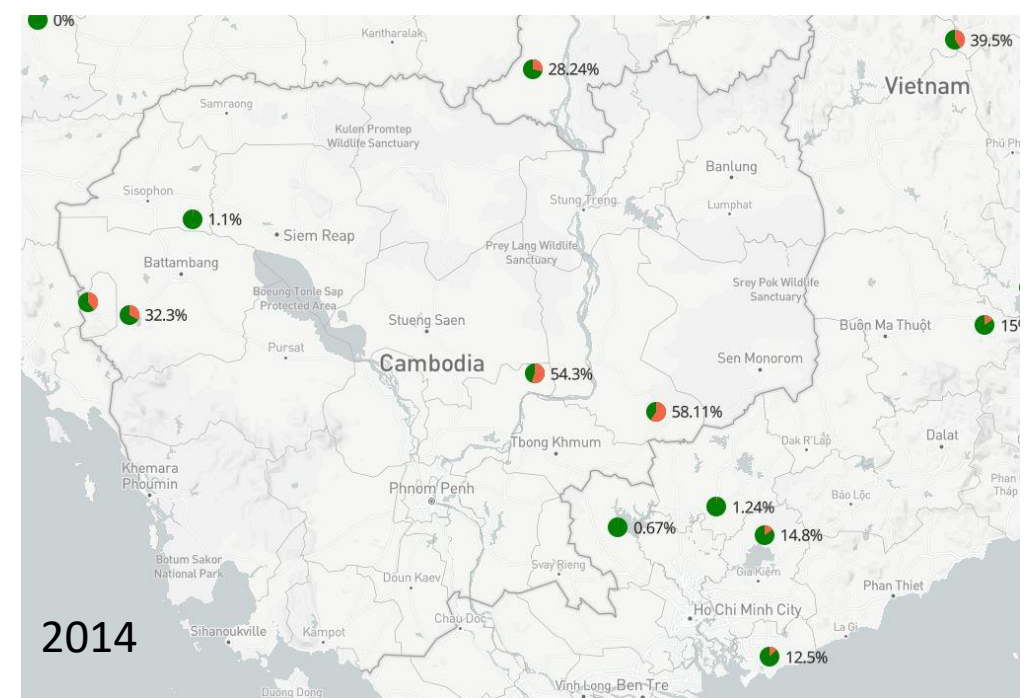 0%
Kantharalak
39.5%
28.24%
Vietnam
Samraong
Kulen Promtep
Wildlife Sanctuary
Phú Ph
Banlung
Sisophon
Stung Treng
Lumphat
1.1%
Siem Reap
Prey Lang Wildlife
Sanctuary
Battambang
Srey Pok Wildlife
Sanctuary
Boeung Tonle Sap
Protected Area
32.3%
Stueng Saen
Buôn Ma Thuột
15%
Pursat
Cambodia
Sen Monorom
54.3%
58.11%
Tbong Khmum
Dak R'Lap
Dalat
Khemara
Phoumin
Phnom Penh
Bảo Lộc
Phan
Tháp
1.24%
0.67%
14.8%
Botum Sakor
National Park
Svay Rieng
Gia Kiệm
Doun Kaev
Phan Thiet
Ho Chi Minh City
Chau Doc
La Gi
2014
Sihanoukville
Kampot
12.5%
Duong Dong
Vinh Long
Ben Tre